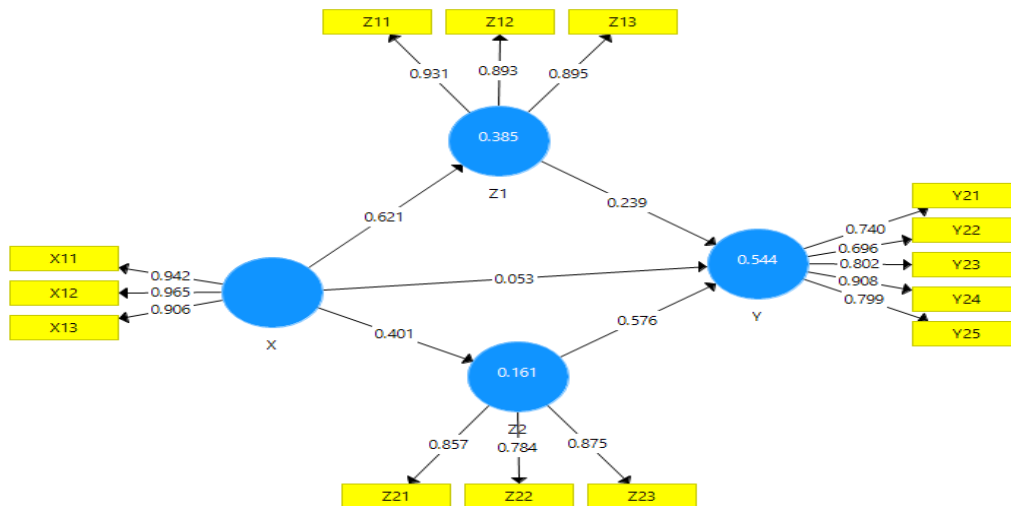 Z11 Z12 Z13
0.931 0.893 0.895
0.385
Z1
0.621 0.239
X11 0.942
X12 0.965
X13 0.906
X
0.053
0.544
Y
0.740 Y21
0.696 Y22
0.802 Y23
0.908 Y24
0.799 Y25
0.401 0.576
0.161
Z2
0.857 0.784 0.875
Z21 Z22 Z23